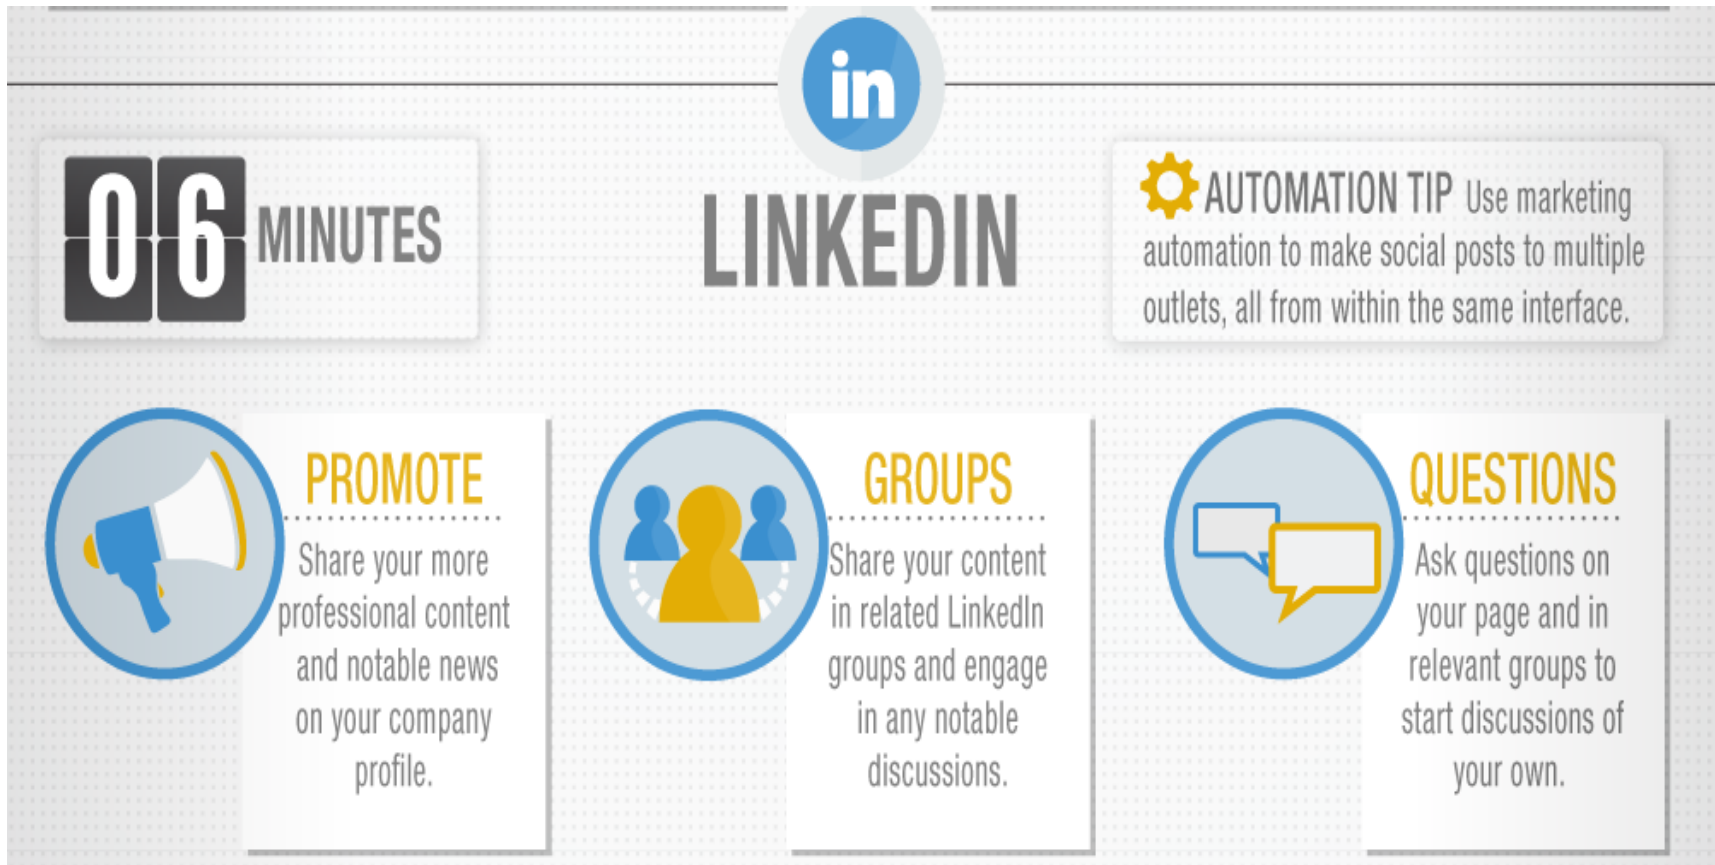 in
06 MINUTES
LINKEDIN
AUTOMATION TIP Use marketing
automation to make social posts to multiple
outlets, all from within the same interface.
PROMOTE
Share your more
professional content
and notable news
on your company
profile.
GROUPS
Share your content
in related LinkedIn
groups and engage
in any notable
discussions.
QUESTIONS
Ask questions on
your page and in
relevant groups to
start discussions of
your own.